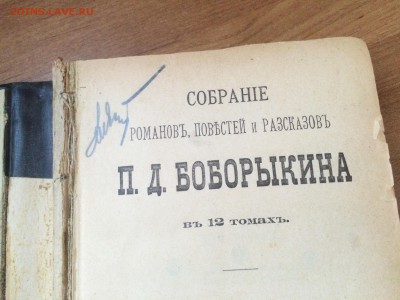 COINS.LAVE.RU
СОБРАНІЕ
РОМАНОВЪ, ПОВѢСТЕЙ и РАЗСКАЗОВЪ
П. Д. БОБОРЫКИНА
въ 12 томахъ.